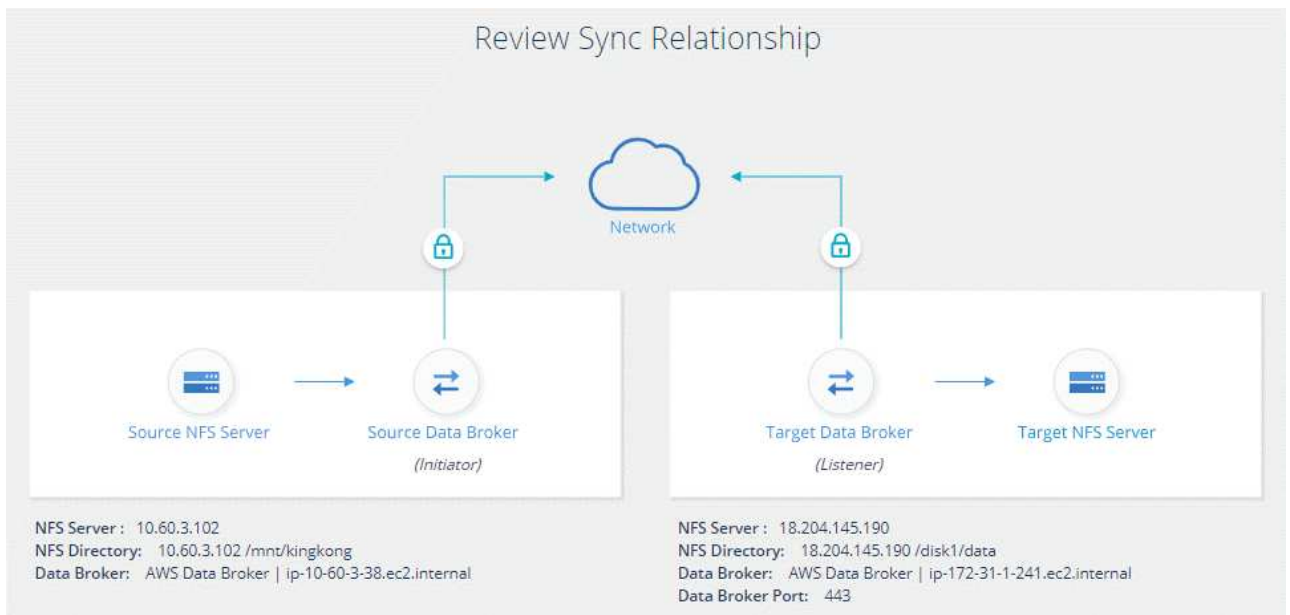 Review Sync Relationship
Network
Source NFS Server
Source Data Broker
(Initiator)
Target Data Broker
(Listener)
Target NFS Server
NFS Server : 10.60.3.102
NFS Directory: 10.60.3.102 /mnt/kingkong
Data Broker: AWS Data Broker | ip-10-60-3-38.ec2.internal
NFS Server : 18.204.145.190
NFS Directory: 18.204.145.190 /disk1/data
Data Broker: AWS Data Broker | ip-172-31-1-241.ec2.internal
Data Broker Port: 443